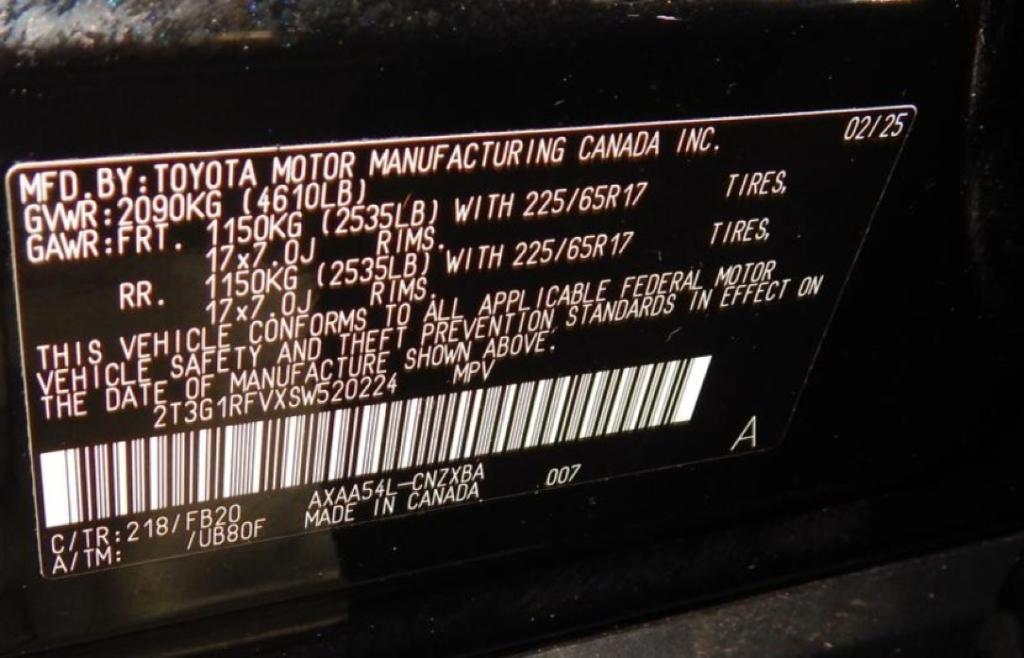 MFD.BY:TOYOTA MOTOR MANUFACTURING CANADA INC. 02/25
GVWR:2090KG (4610LB)
GAWR:FRT. 1150KG (2535LB) WITH 225/65R17 TIRES,
17x7.0J RIMS.
RR. 1150KG (2535LB) WITH 225/65R17 TIRES,
17x7.0J RIMS.
THIS VEHICLE CONFORMS TO ALL APPLICABLE FEDERAL MOTOR
VEHICLE SAFETY AND THEFT PREVENTION STANDARDS IN EFFECT ON
THE DATE OF MANUFACTURE SHOWN ABOVE.
2T3G1RFVXSW520224 MPV
A
C/TR:218/FB20 AXAA54L-CNZXBA 007
A/TM: /UB80F MADE IN CANADA